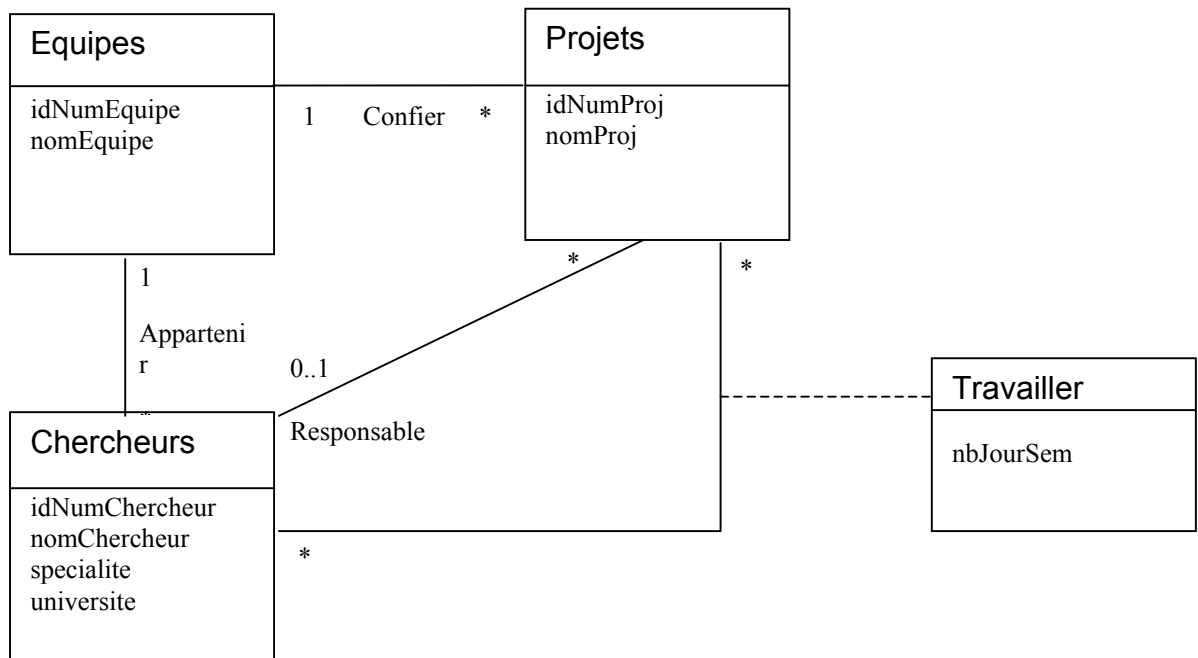 Equipes
idNumEquipe
nomEquipe
1 Confier *
Projets
idNumProj
nomProj
1
Apparteni
r
*
*
0..1
Responsable
*
Chercheurs
idNumChercheur
nomChercheur
specialite
universite
*
Travailler
nbJourSem